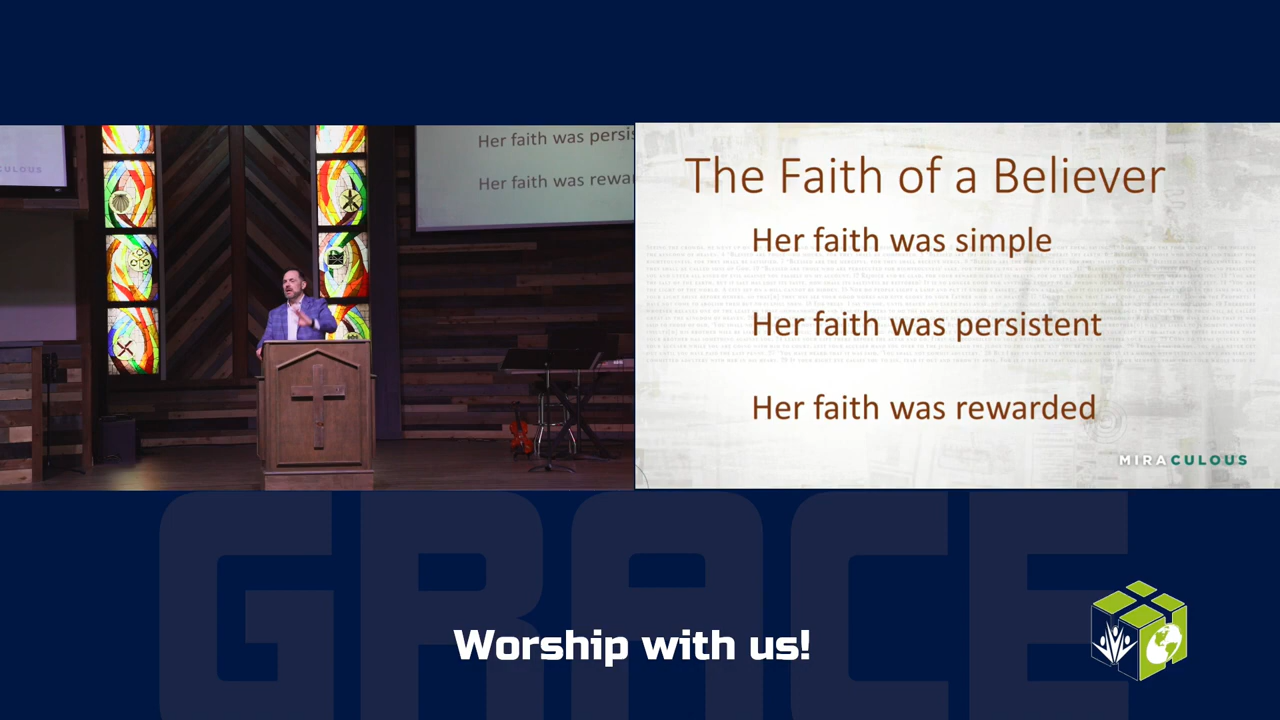 CULOUS
Her faith was persis
Her faith was rewar
The Faith of a Believer
Her faith was simple
Her faith was persistent
Her faith was rewarded
MIRACULOUS
GRACE
Worship with us!